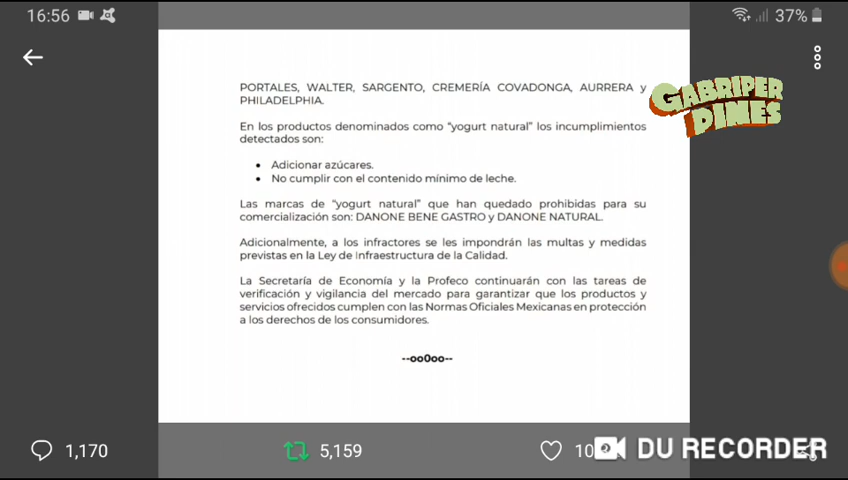 16:56
37%
PORTALES, WALTER, SARGENTO, CREMERÍA COVADONGA, AURRERA y
PHILADELPHIA.
GABRIPER
PINES
En los productos denominados como "yogurt natural" los incumplimientos
detectados son:
• Adicionar azúcares.
• No cumplir con el contenido mínimo de leche.
Las marcas de "yogurt natural" que han quedado prohibidas para su
comercialización son: DANONE BENE GASTRO y DANONE NATURAL.
Adicionalmente, a los infractores se les impondrán las multas y medidas
previstas en la Ley de Infraestructura de la Calidad.
La Secretaría de Economía y la Profeco continuarán con las tareas de
verificación y vigilancia del mercado para garantizar que los productos y
servicios ofrecidos cumplen con las Normas Oficiales Mexicanas en protección
a los derechos de los consumidores.
--oo0oo--
1,170
5,159
DU RECORDER